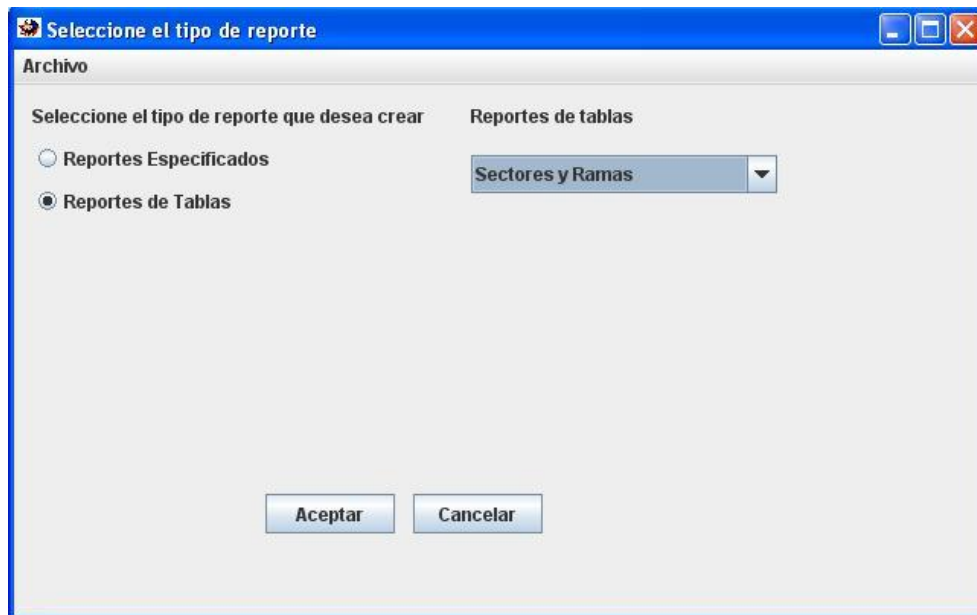 Seleccione el tipo de reporte
Archivo
Seleccione el tipo de reporte que desea crear
Reportes Especificados
Reportes de Tablas
Reportes de tablas
Sectores y Ramas
Aceptar
Cancelar